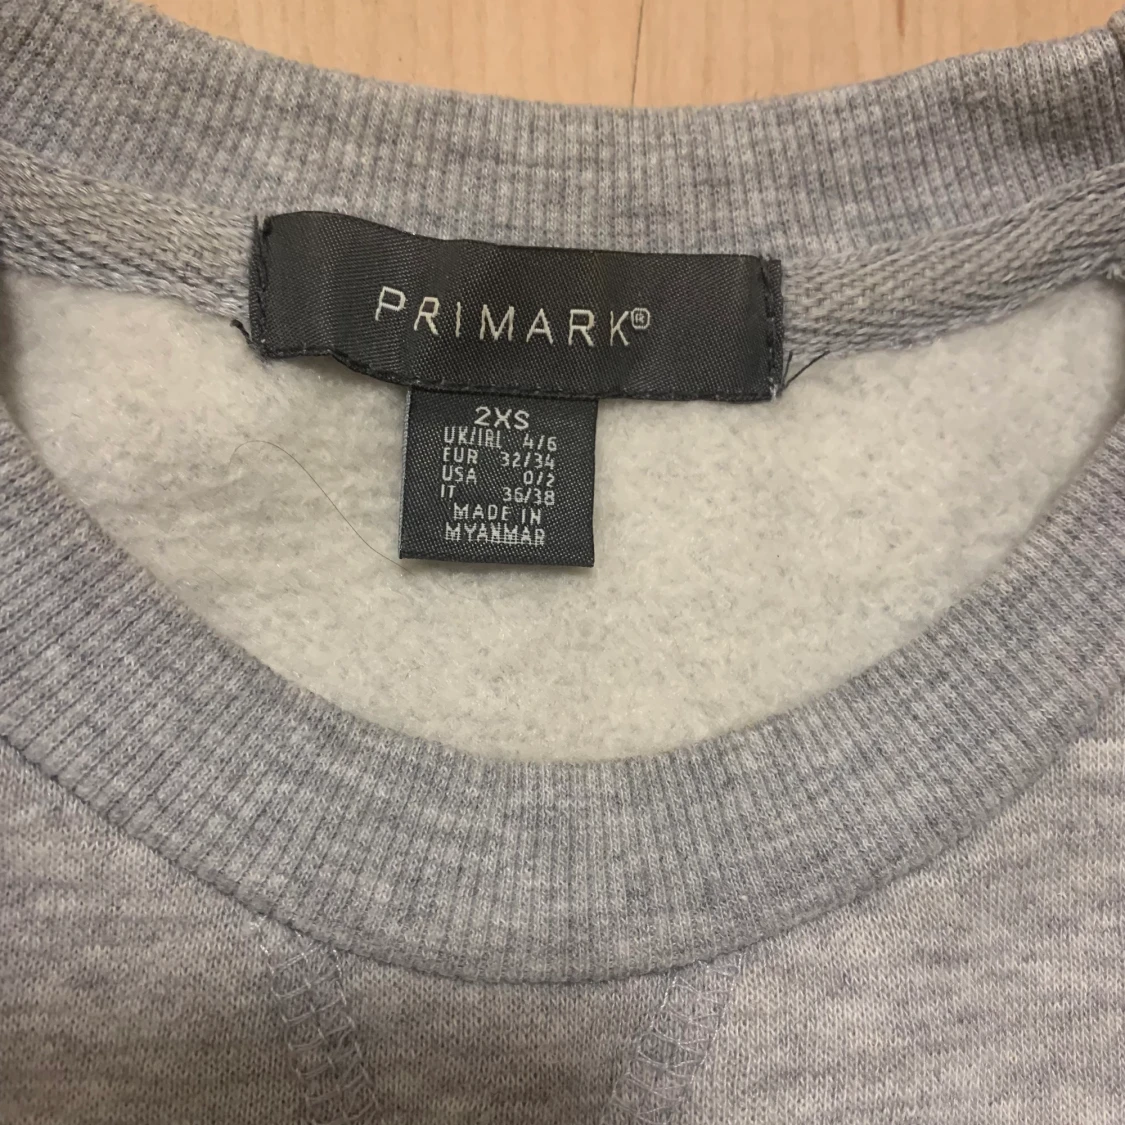 PRIMARK®
2XS
UK/IRL 4/6
EUR 32/34
USA 0/2
IT 36/38
MADE IN
MYANMAR